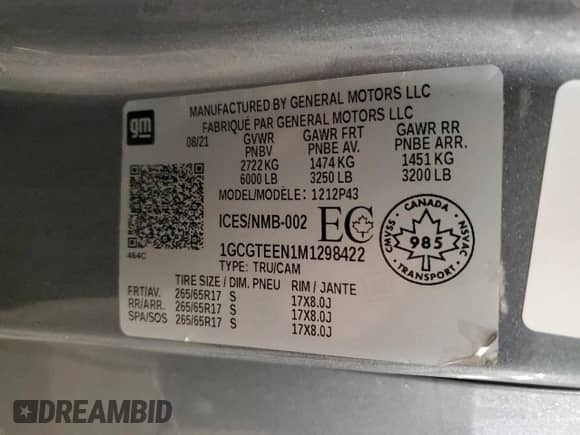 gm
MANUFACTURED BY GENERAL MOTORS LLC
FABRIQUÉ PAR GENERAL MOTORS LLC
08/21 GVWR GAWR FRT GAWR RR
PNBV PNBE AV. PNBE ARR.
2722 KG 1474 KG 1451 KG
6000 LB 3250 LB 3200 LB
MODEL/MODÈLE: 1212P43
ICES/NMB-002 EC
CANADA
CMVSS 985 NSVAC
TRANSPORT
464C
1GCGTEEN1M1298422
TYPE: TRU/CAM
TIRE SIZE / DIM. PNEU RIM / JANTE
FRT/AV. 265/65R17 S 17X8.0J
RR/ARR. 265/65R17 S 17X8.0J
SPA/SOS 265/65R17 S 17X8.0J
DREAMBID